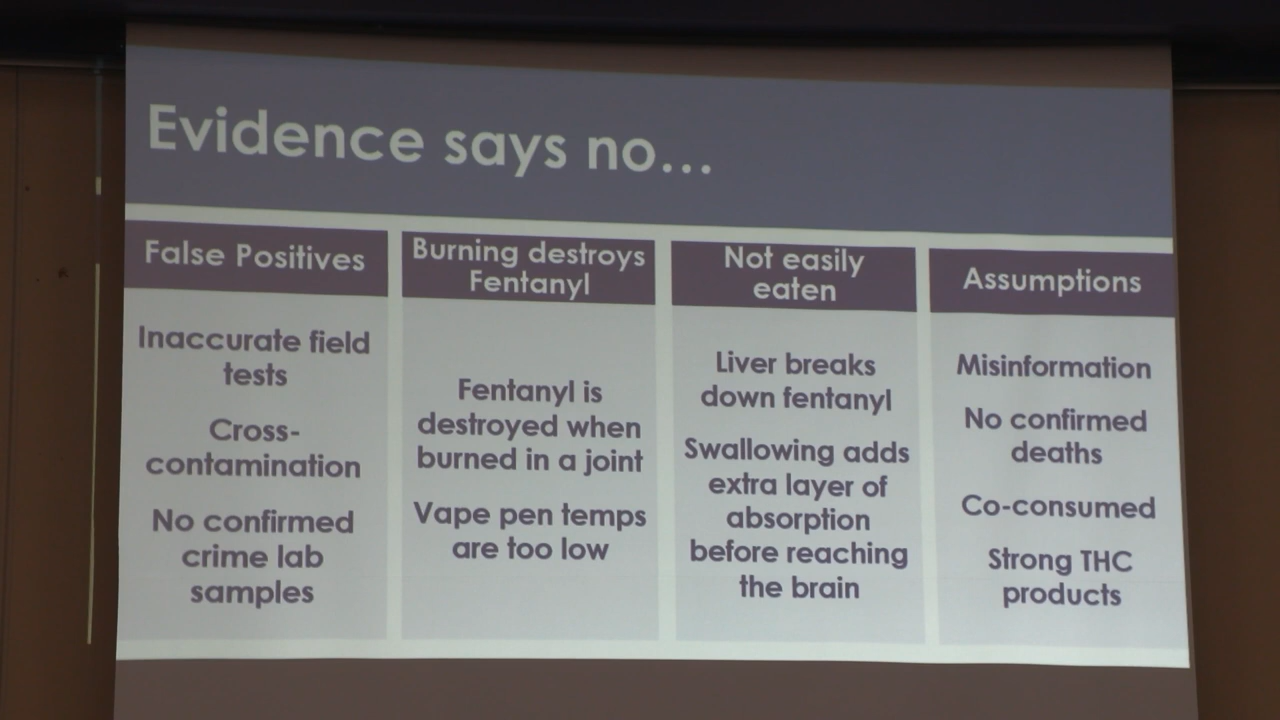 Evidence says no...
False Positives
Inaccurate field
tests
Cross-
contamination
No confirmed
crime lab
samples
Burning destroys
Fentanyl
Fentanyl is
destroyed when
burned in a joint
Vape pen temps
are too low
Not easily
eaten
Liver breaks
down fentanyl
Swallowing adds
extra layer of
absorption
before reaching
the brain
Assumptions
Misinformation
No confirmed
deaths
Co-consumed
Strong THC
products